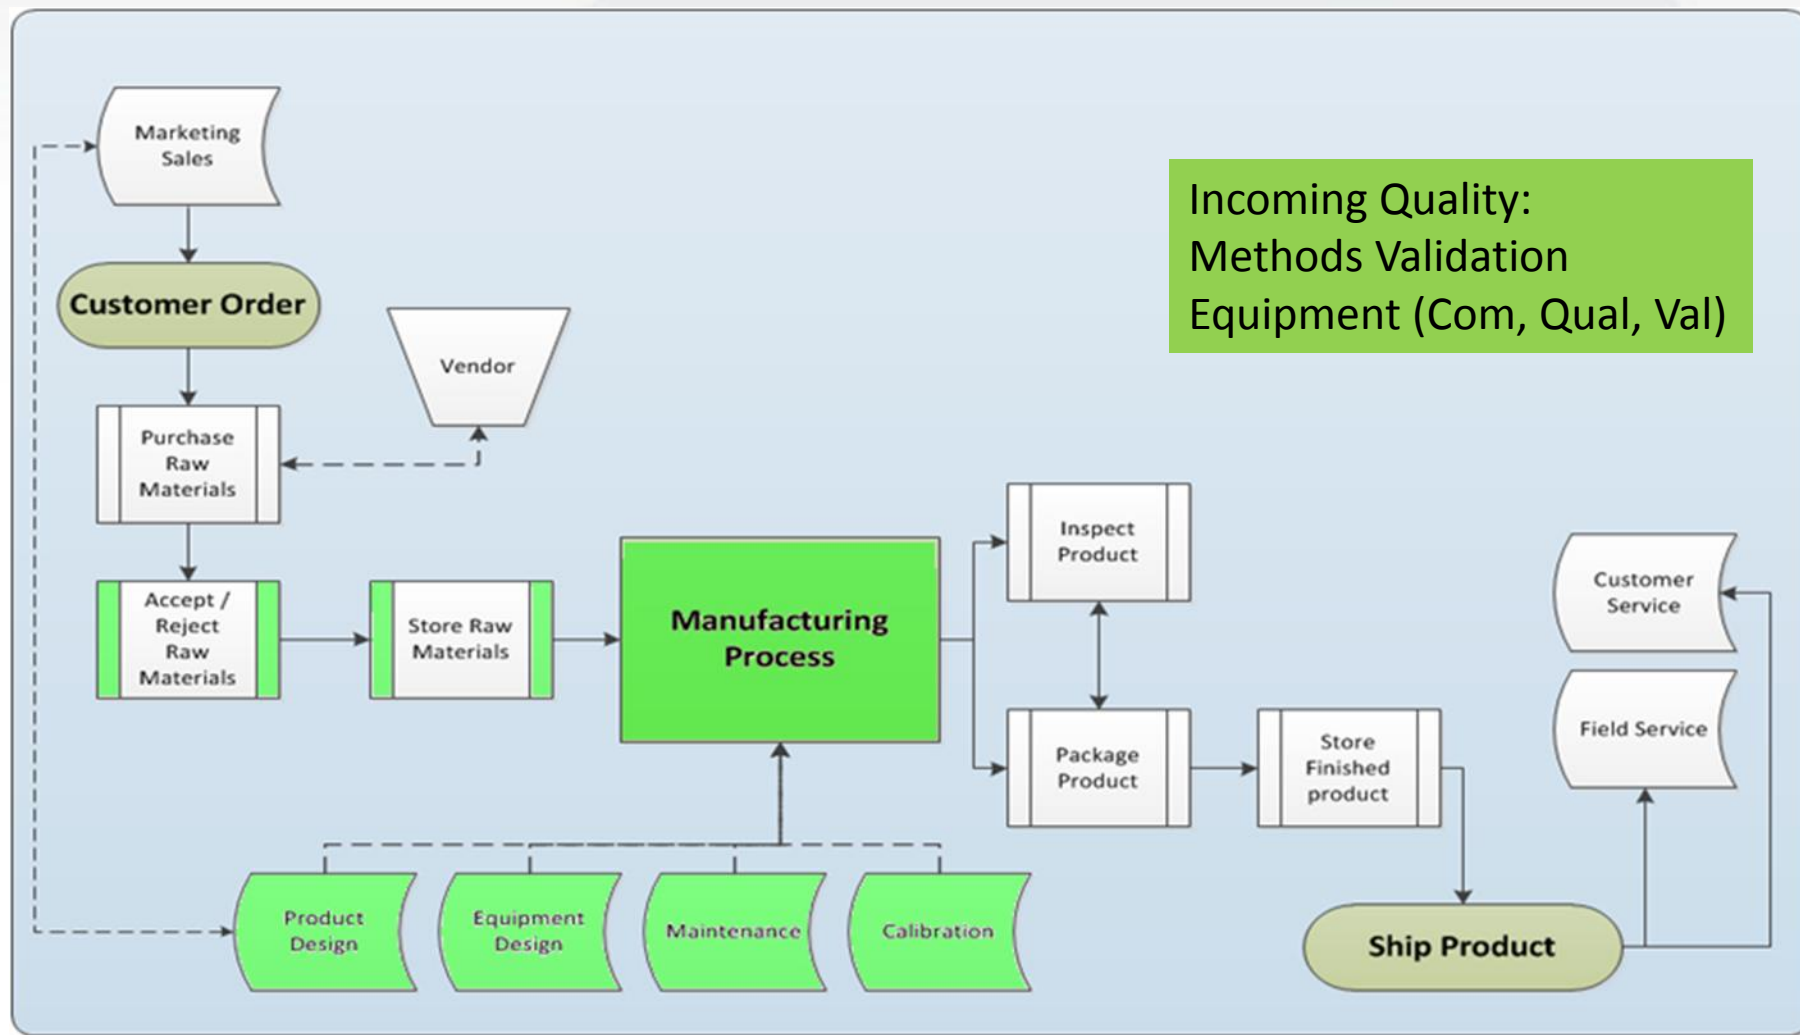 Marketing
Sales
Incoming Quality:
Methods Validation
Equipment (Com, Qual, Val)
Customer Order
Vendor
Purchase
Raw
Materials
Accept /
Reject
Raw
Materials
Store Raw
Materials
Manufacturing
Process
Inspect
Product
Package
Product
Store
Finished
product
Customer
Service
Field Service
Product
Design
Equipment
Design
Maintenance
Calibration
Ship Product